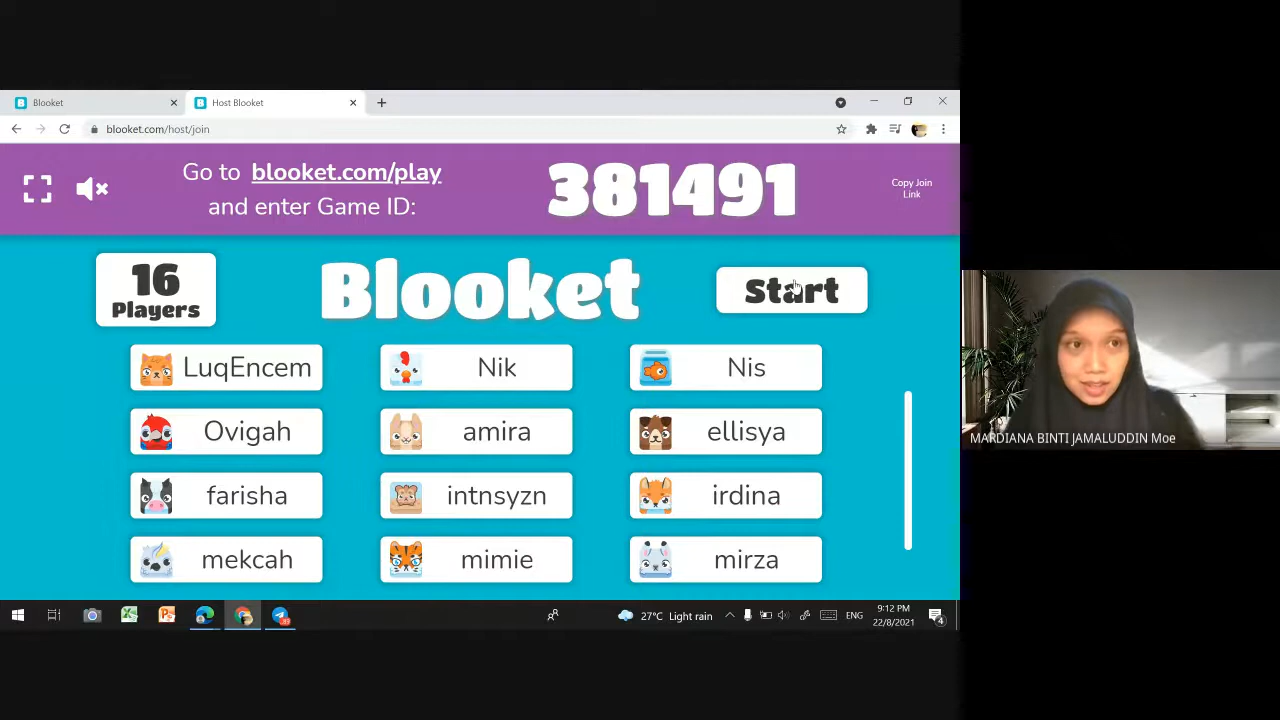 Blooket
Host Blooket
blooket.com/host/join
Go to blooket.com/play
and enter Game ID:
381491
Copy Join
Link
16
Players
Blooket
Start
LuqEncem
Nik
Nis
Ovigah
amira
ellisya
farisha
intnsyzn
irdina
mekcah
mimie
mirza
MARDIANA BINTI JAMALUDDIN Moe
27°C Light rain
ENG
9:12 PM
22/8/2021
4